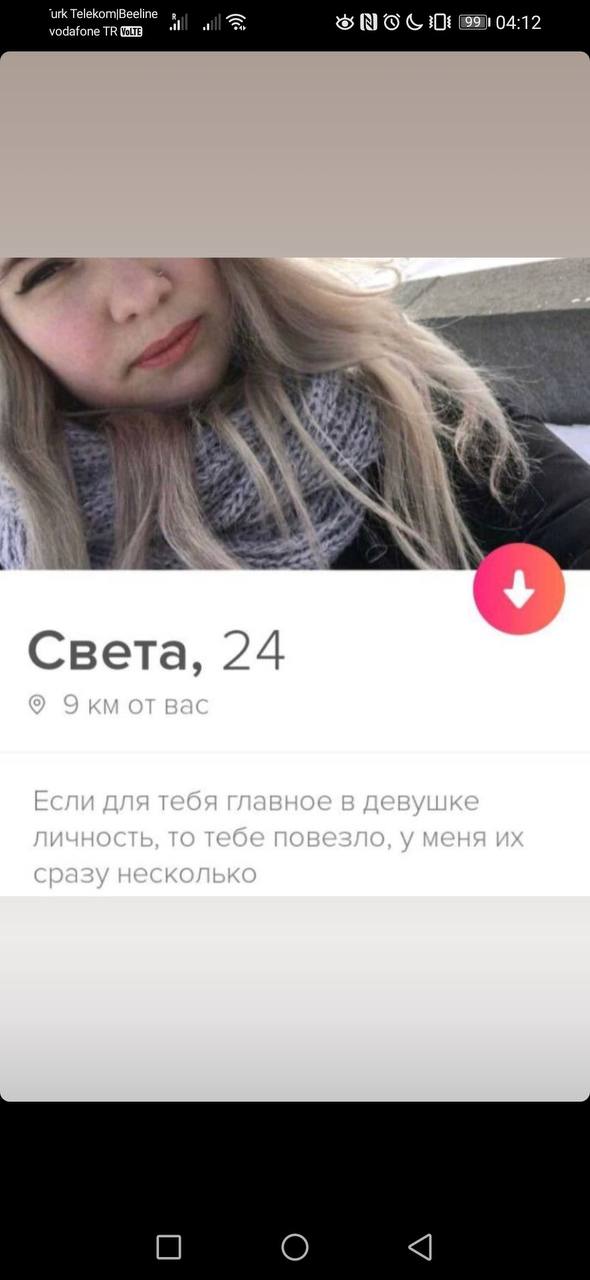 urk Telekom|Beeline
vodafone TR VoLTE
R
99
04:12
Света, 24
9 км от вас
Если для тебя главное в девушке
личность, то тебе повезло, у меня их
сразу несколько